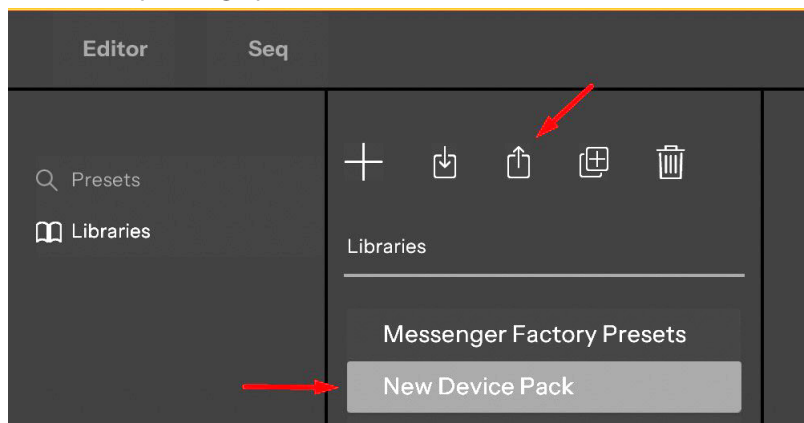 Editor Seq
Presets
Libraries
Libraries
Messenger Factory Presets
New Device Pack